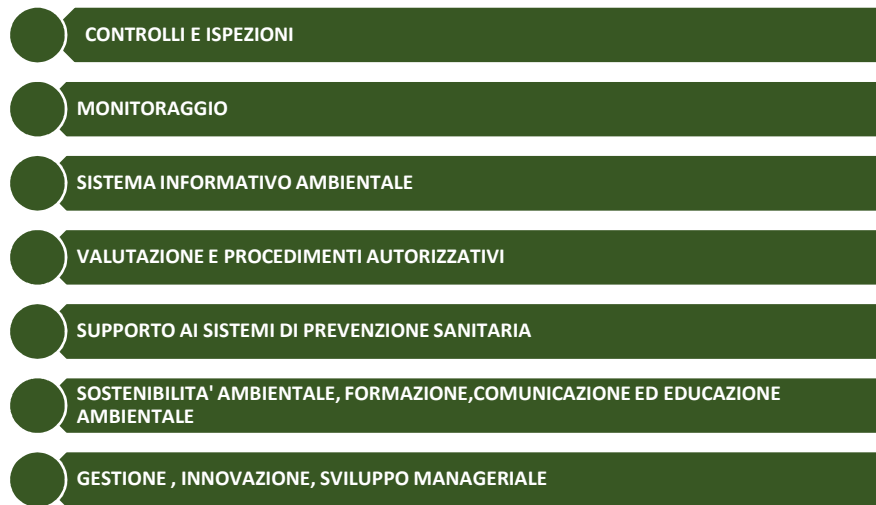 CONTROLLI E ISPEZIONI
MONITORAGGIO
SISTEMA INFORMATIVO AMBIENTALE
VALUTAZIONE E PROCEDIMENTI AUTORIZZATIVI
SUPPORTO AI SISTEMI DI PREVENZIONE SANITARIA
SOSTENIBILITA' AMBIENTALE, FORMAZIONE,COMUNICAZIONE ED EDUCAZIONE
AMBIENTALE
GESTIONE , INNOVAZIONE, SVILUPPO MANAGERIALE